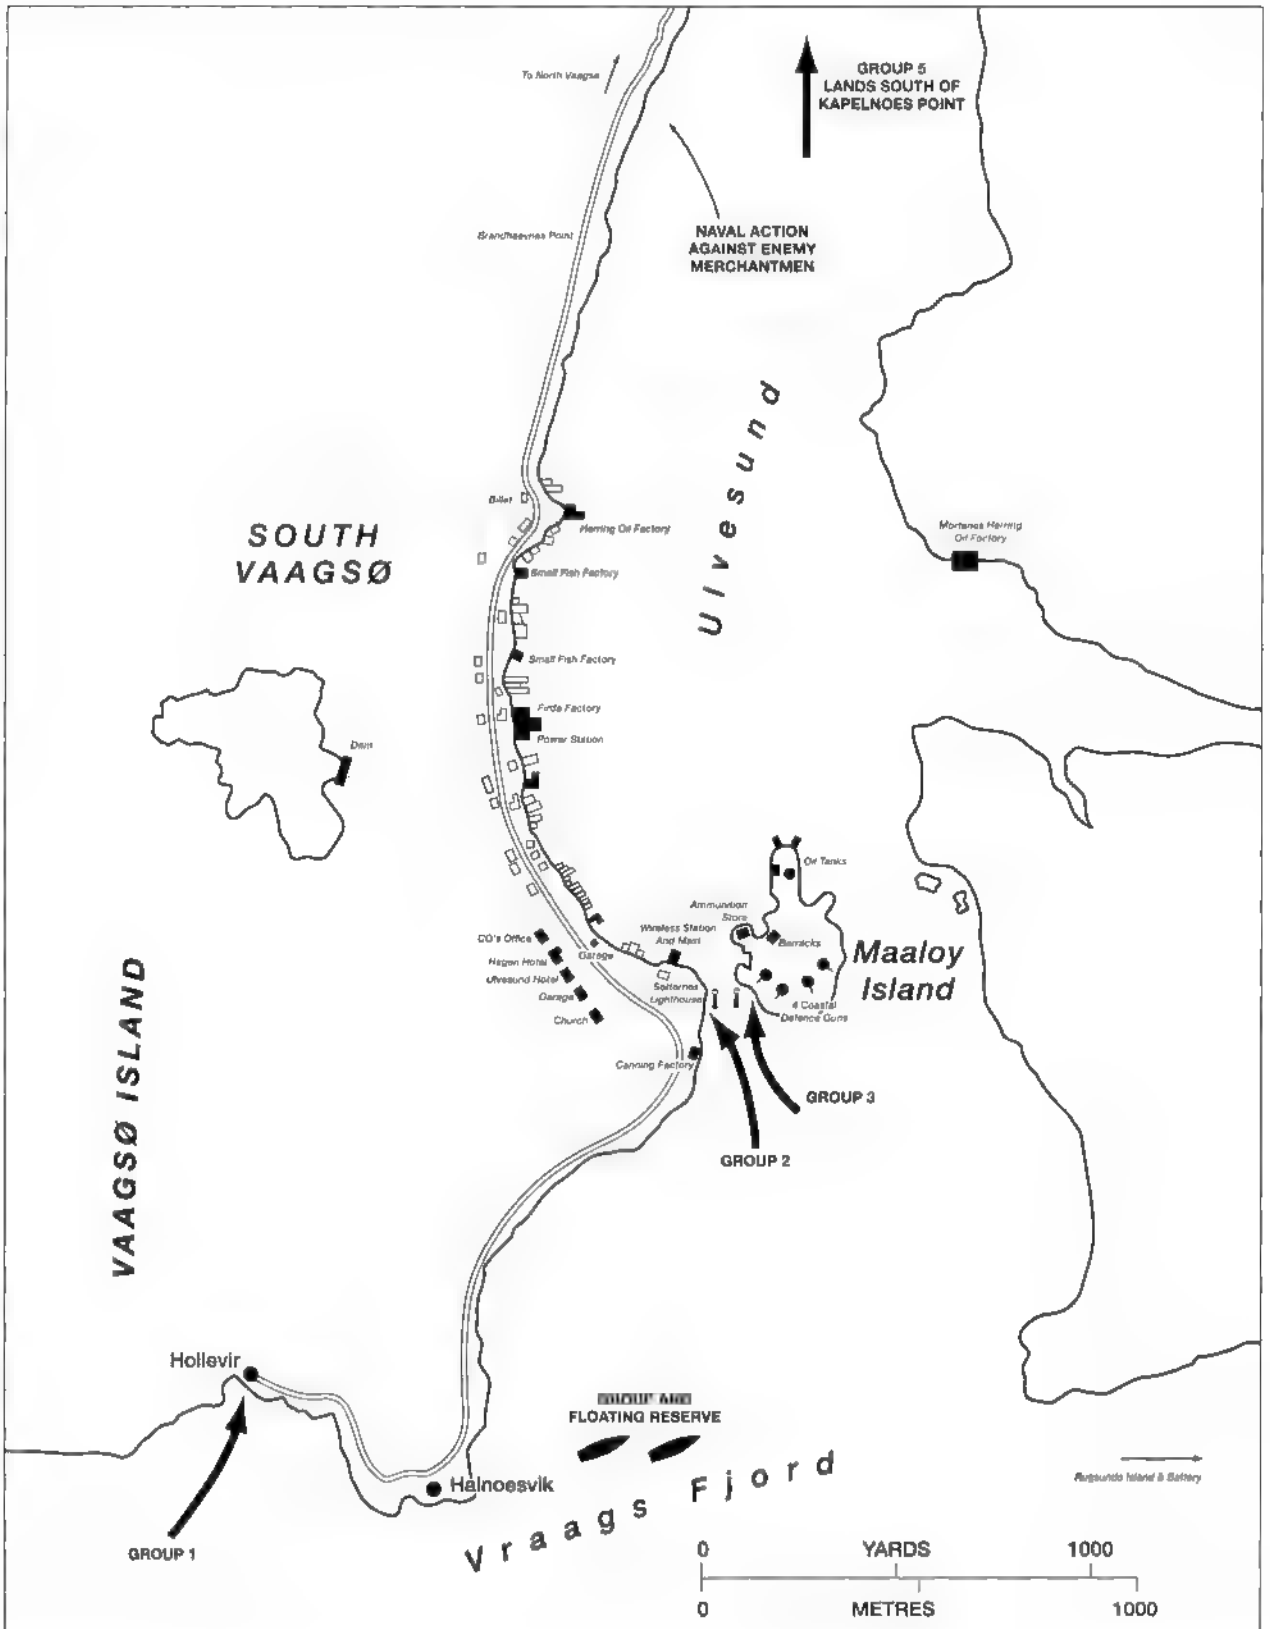 To North Vaagsø
GROUP 5
LANDS SOUTH OF
KAPELNOES POINT
NAVAL ACTION
AGAINST ENEMY
MERCHANTMEN
Point
Ulvesund
Billet
Herring Oil Factory
SOUTH
VAAGSØ
Mortenes Herring
Oil Factory
Small Fish Factory
Small Fish Factory
Firda Factory
Power Station
Dam
Oil Tanks
Ammunition
Store
Wireless Station
And Mast
Barracks
Maaloy
Island
CO's Office
Garage
Hagen Hotel
Ulvesund Hotel
Garage
Lighthouse
4 Coastal
Defence Guns
Church
Canning Factory
GROUP 3
GROUP 2
VAAGSØ ISLAND
Hollevir
FLOATING RESERVE
Halnoesvik
Vraags Fjord
Island & Battery
GROUP 1
0 YARDS 1000
0 METRES 1000